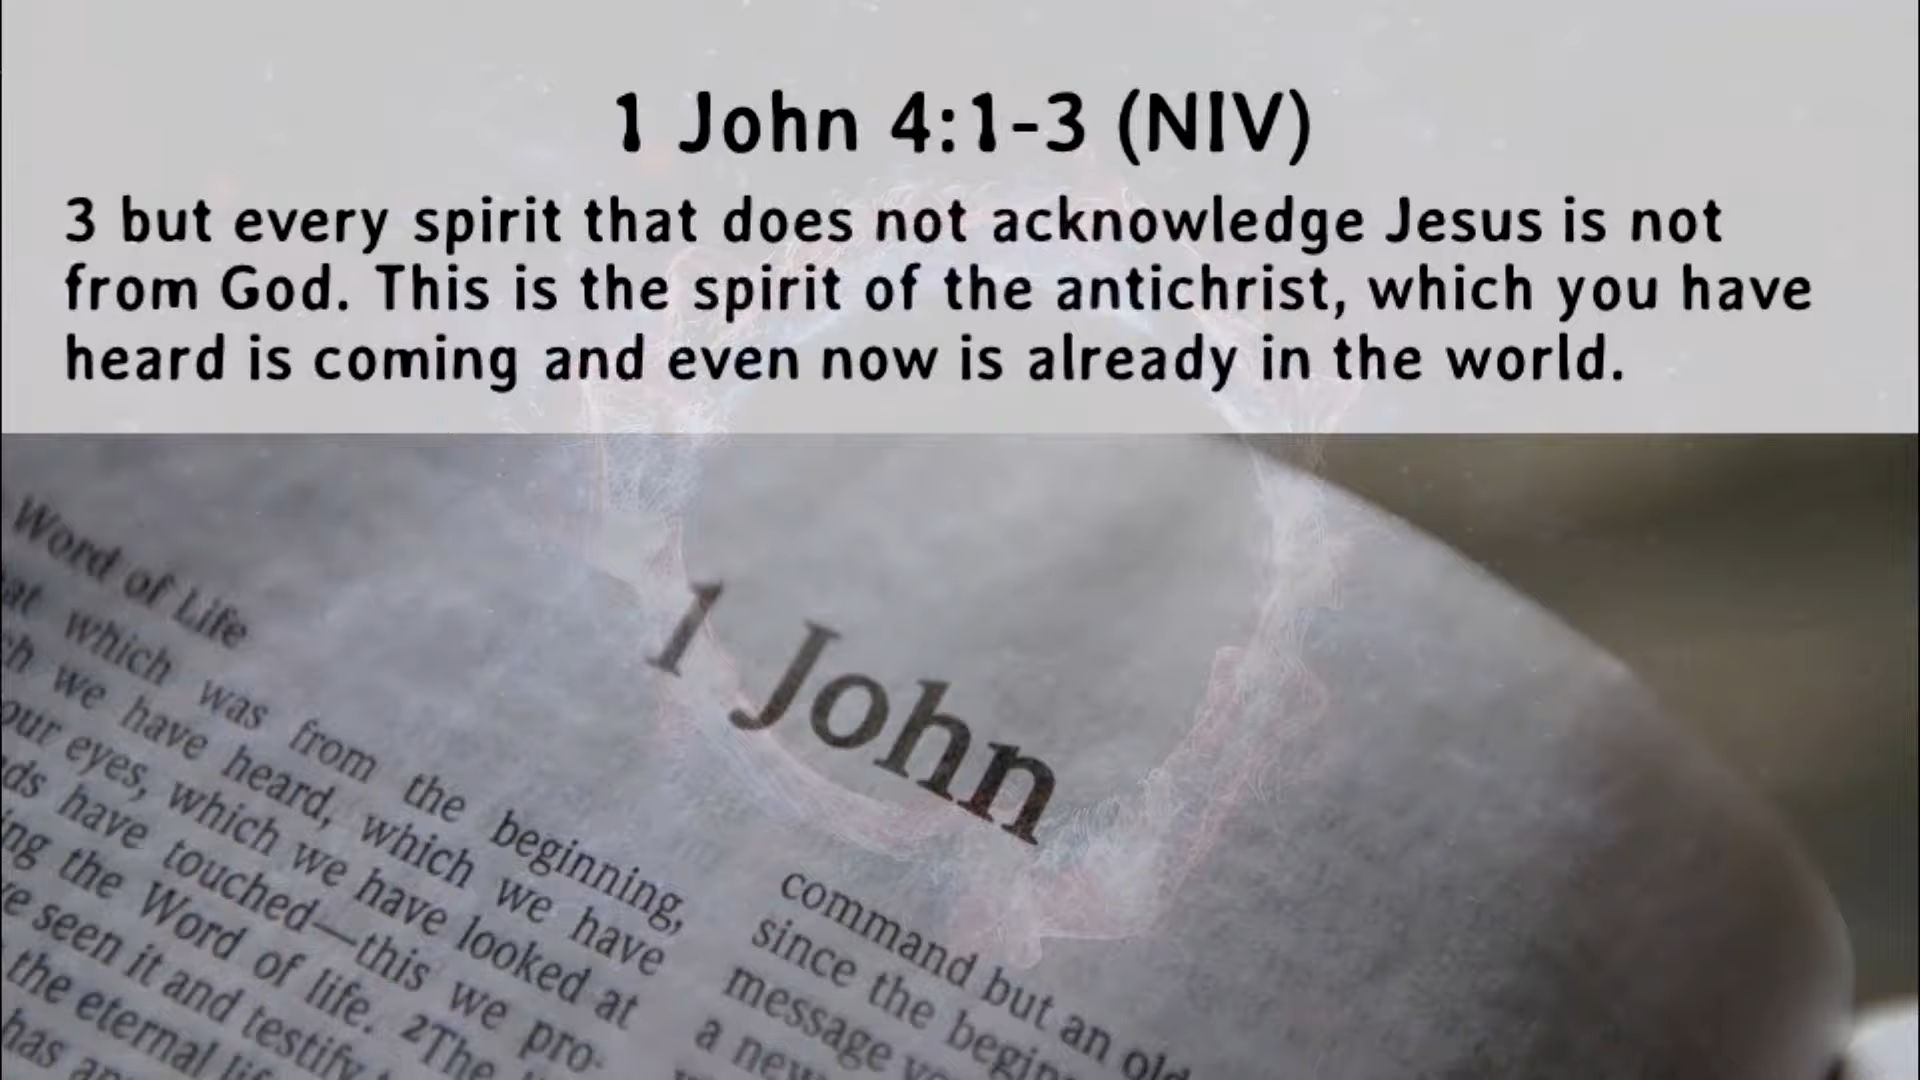 1 John 4:1-3 (NIV)
3 but every spirit that does not acknowledge Jesus is not
from God. This is the spirit of the antichrist, which you have
heard is coming and even now is already in the world.
Word of Life
which was from the beginning,
we have heard, which we have
our eyes, which we have looked at
have touched—this we pro-
the Word of life. 2The
seen it and testify
the eternal
has
1 John
command but an old
since the
message
a new